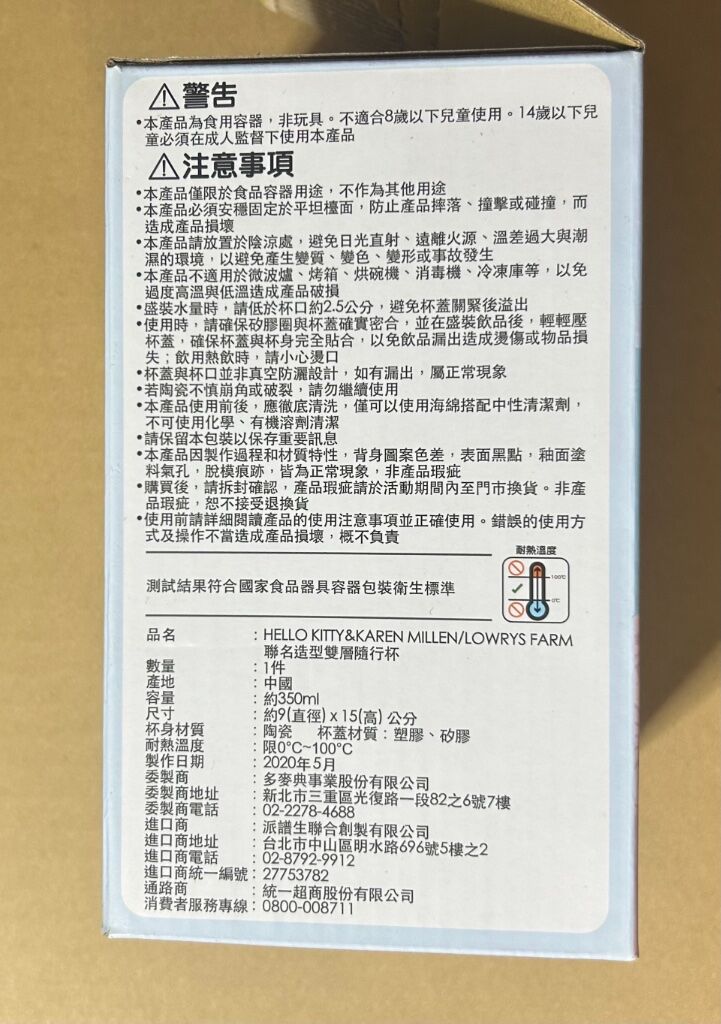 ⚠警告
•本產品為食用容器，非玩具。不適合8歲以下兒童使用。14歲以下兒
童必須在成人監督下使用本產品
⚠注意事項
•本產品僅限於食品容器用途，不作為其他用途
•本產品必須安穩固定於平坦檯面，防止產品摔落、撞擊或碰撞，而
造成產品損壞
•本產品請放置於陰涼處，避免日光直射、遠離火源、溫差過大與潮
濕的環境，以避免產生變質、變色、變形或事故發生
•本產品不適用於微波爐、烤箱、烘碗機、消毒機、冷凍庫等，以免
過度高溫與低溫造成產品破損
•盛裝水量時，請低於杯口約2.5公分，避免杯蓋關緊後溢出
•使用時，請確保矽膠圈與杯蓋確實密合，並在盛裝飲品後，輕輕壓
杯蓋，確保杯蓋與杯身完全貼合，以免飲品漏出造成燙傷或物品損
失；飲用熱飲時，請小心燙口
•杯蓋與杯口並非真空防灑設計，如有漏出，屬正常現象
•若陶瓷不慎崩角或破裂，請勿繼續使用
•本產品使用前後，應徹底清洗，僅可以使用海綿搭配中性清潔劑，
不可使用化學、有機溶劑清潔
•請保留本包裝以保存重要訊息
•本產品因製作過程和材質特性，背身圖案色差，表面黑點，釉面塗
料氣孔，脫模痕跡，皆為正常現象，非產品瑕疵
•購買後，請拆封確認，產品瑕疵請於活動期間內至門市換貨。非產
品瑕疵，恕不接受退換貨
•使用前請詳細閱讀產品的使用注意事項並正確使用。錯誤的使用方
式及操作不當造成產品損壞，概不負責
耐熱溫度
100°C
0°C
測試結果符合國家食品器具容器包裝衛生標準
品名：HELLO KITTY&KAREN MILLEN/LOWRYS FARM
聯名造型雙層隨行杯
數量：1件
產地：中國
容量：約350ml
尺寸：約9(直徑) x 15(高) 公分
杯身材質：陶瓷 杯蓋材質：塑膠、矽膠
耐熱溫度：限0°C~100°C
製作日期：2020年5月
委製商：多麥典事業股份有限公司
委製商地址：新北市三重區光復路一段82之6號7樓
委製商電話：02-2278-4688
進口商：派譜生聯合創製有限公司
進口商地址：台北市中山區明水路696號5樓之2
進口商電話：02-8792-9912
進口商統一編號：27753782
通路商：統一超商股份有限公司
消費者服務專線：0800-008711